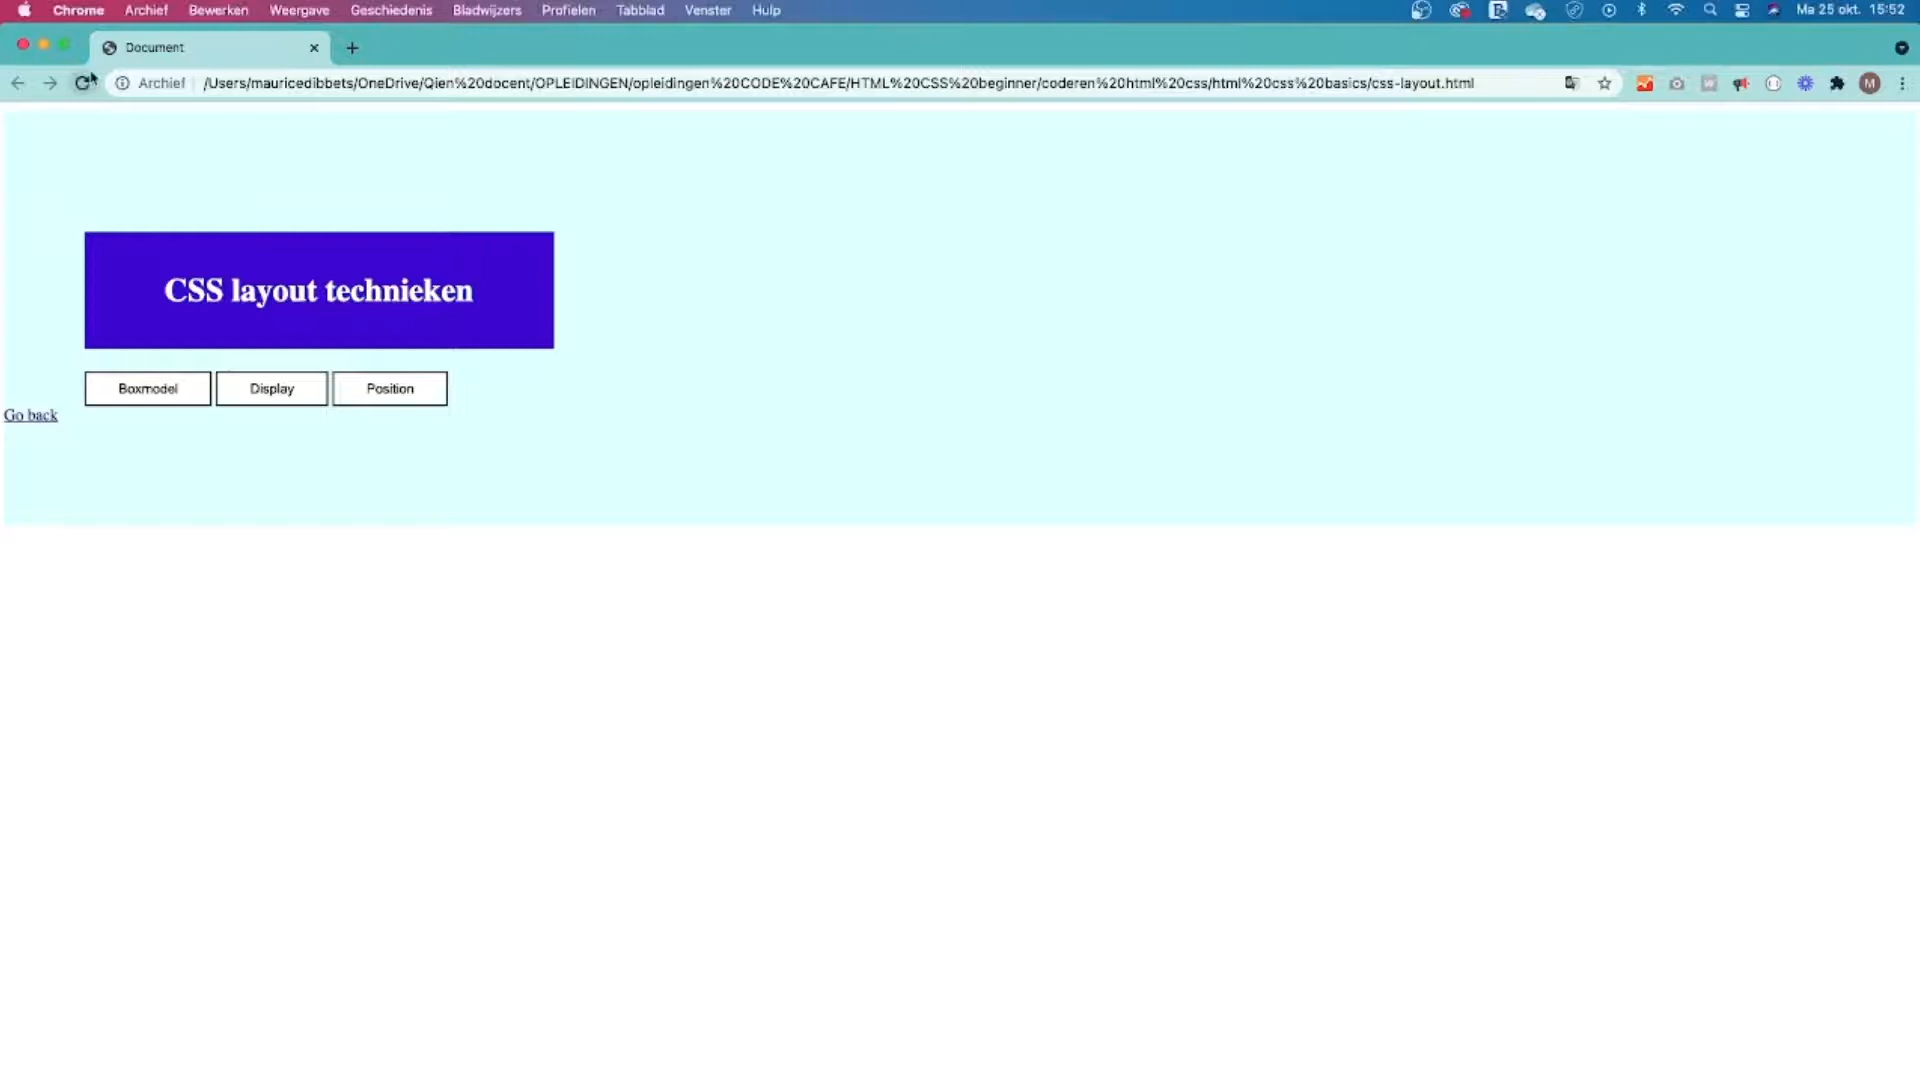 Chrome Archief Bewerken Weergave Geschiedenis Bladwijzers Profielen Tabblad Venster Hulp Ma 25 okt. 15:52
Document
Archief /Users/mauricedibbets/OneDrive/Qien%20docent/OPLEIDINGEN/opleidingen%20CODE%20CAFE/HTML%20CSS%20beginner/coderen%20html%20css/html%20css%20basics/css-layout.html M
CSS layout technieken
Boxmodel Display Position
Go back